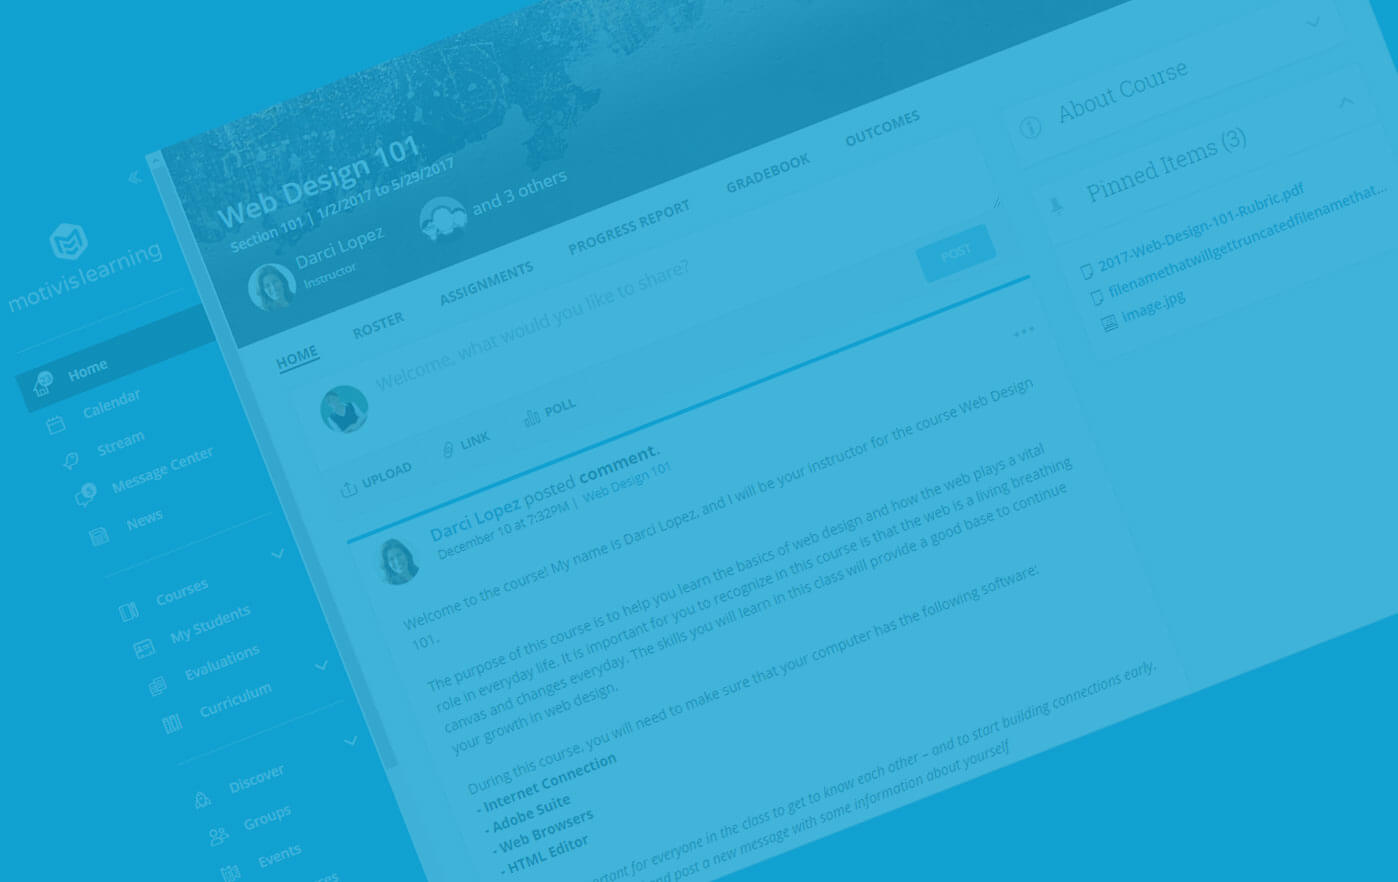 motivislearning
Home
Calendar
Stream
Message Center
News
Courses
My Students
Evaluations
Curriculum
Discover
Groups
Events
Web Design 101
Section 101 | 1/2/2017 to 5/29/2017
Darci Lopez
Instructor
and 3 others
HOME
ROSTER
ASSIGNMENTS
PROGRESS REPORT
GRADEBOOK
OUTCOMES
Welcome, what would you like to share?
POST
UPLOAD
LINK
POLL
Darci Lopez posted comment.
December 10 at 7:32PM | Web Design 101
Welcome to the course! My name is Darci Lopez, and I will be your instructor for the course Web Design
101.
The purpose of this course is to help you learn the basics of web design and how the web plays a vital
role in everyday life. It is important for you to recognize in this course is that the web is a living breathing
canvas and changes everyday. The skills you will learn in this class will provide a good base to continue
your growth in web design.
During this course, you will need to make sure that your computer has the following software:
- Internet Connection
- Adobe Suite
- Web Browsers
- HTML Editor
for everyone in the class to get to know each other – and to start building connections early.
and post a new message with some information about yourself
About Course
Pinned Items (3)
2017-Web-Design-101-Rubric.pdf
filenamethatwillgettruncatedfilenamethat...
image.jpg